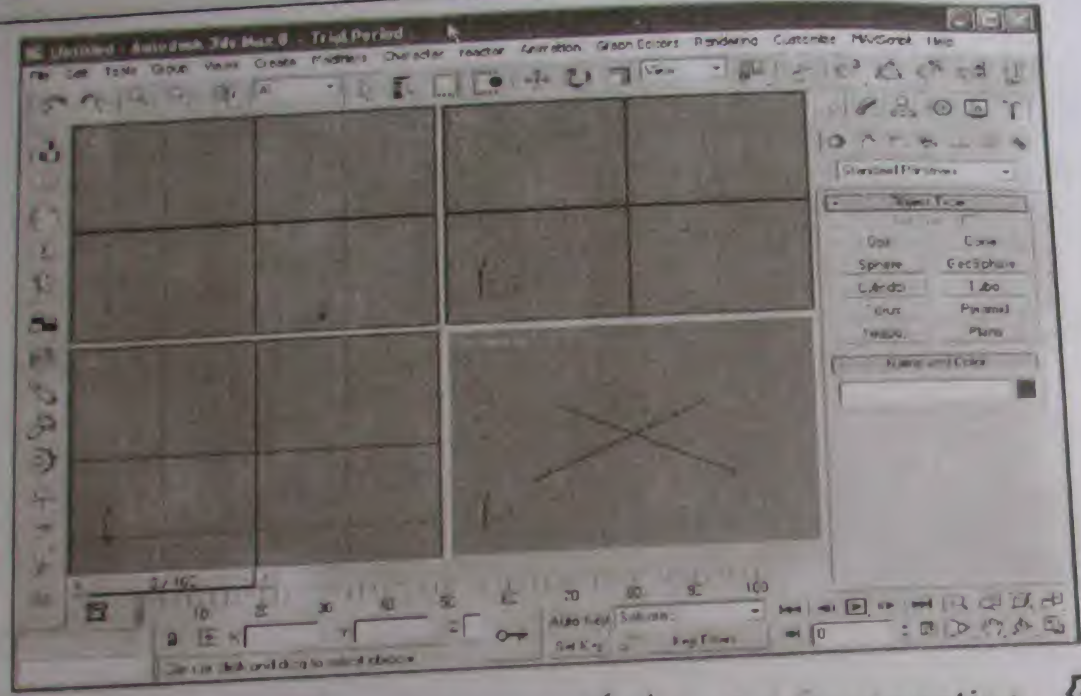 Untitled - Autodesk 3ds Max 8 - Trial Period
File Edit Tools Group Views Create Modifiers Character reactor Animation Graph Editors Rendering Customize MAXScript Help
All
View
Standard Primitives
Object Type
Box Cone
Sphere GeoSphere
Cylinder Tube
Torus Pyramid
Teapot Plane
Name and Color
0 / 100
10 20 30 40 50 60 70 80 90 100
X Y Z
Auto Key Selected
Set Key Key Filters
0
Click or click-and-drag to select objects